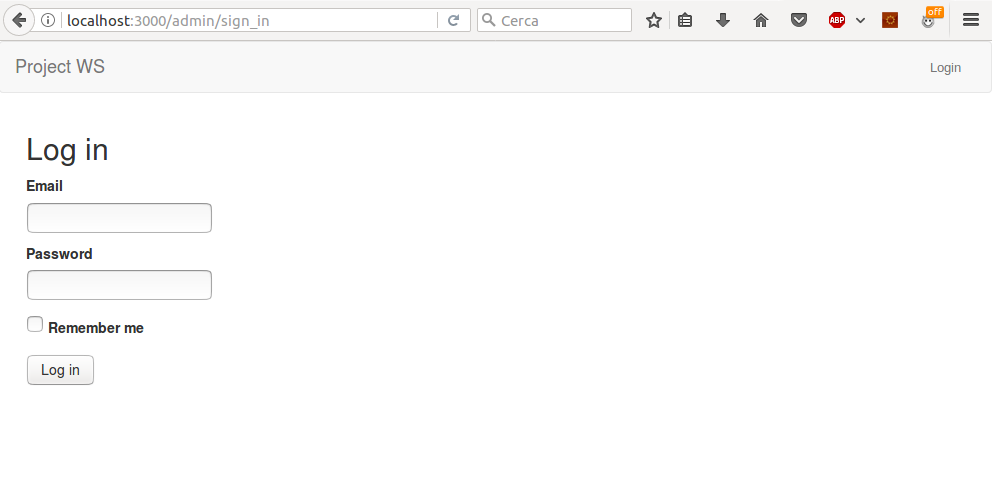 localhost:3000/admin/sign_in
Cerca
ABP
off
Project WS
Login
Log in
Email
Password
Remember me
Log in